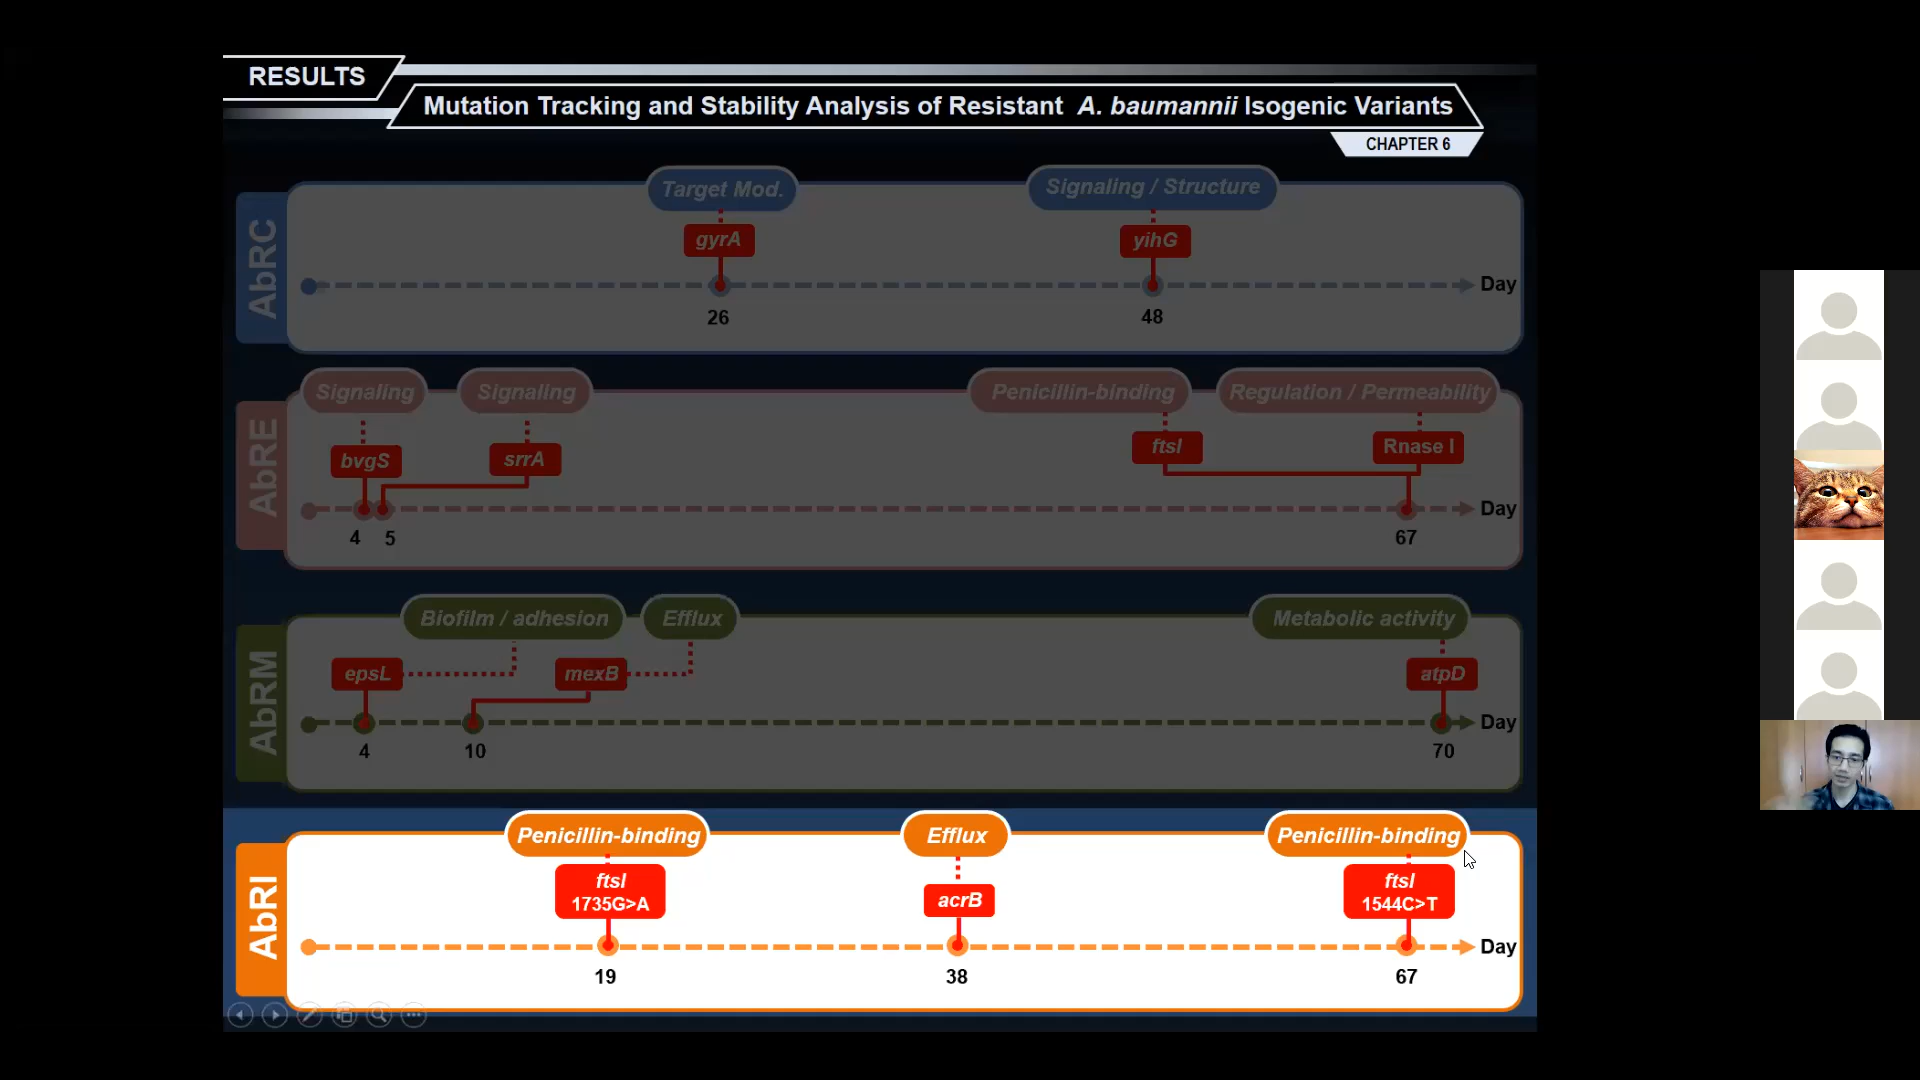 RESULTS
Mutation Tracking and Stability Analysis of Resistant A. baumannii Isogenic Variants
CHAPTER 6
AbRC
Target Mod.
Signaling / Structure
gyrA
yihG
Day
26
48
AbRE
Signaling
Signaling
Penicillin-binding
Regulation / Permeability
bvgS
srrA
ftsI
Rnase I
Day
4
5
67
AbRM
Biofilm / adhesion
Efflux
Metabolic activity
epsL
mexB
atpD
Day
4
10
70
AbRI
Penicillin-binding
Efflux
Penicillin-binding
ftsI
1735G>A
acrB
ftsI
1544C>T
Day
19
38
67